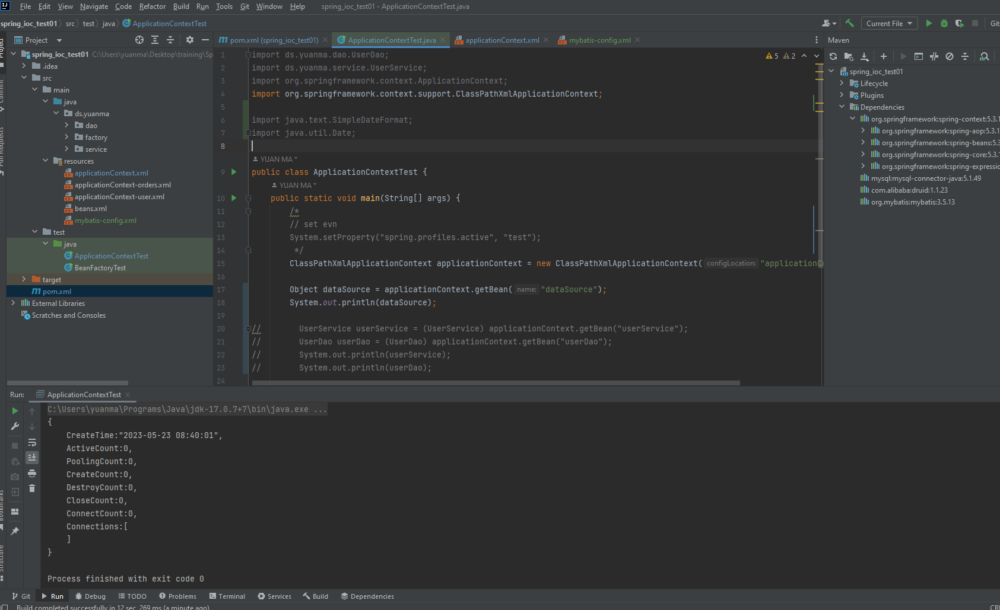 File Edit View Navigate Code Refactor Build Run Tools Git Window Help spring_ioc_test01 - ApplicationContextTest.java
spring_ioc_test01 src test java ApplicationContextTest
Current File
Git
Project
spring_ioc_test01 C:\Users\yuanma\Desktop\training\Sp
.idea
src
main
java
ds.yuanma
dao
factory
service
resources
applicationContext.xml
applicationContext-orders.xml
applicationContext-user.xml
beans.xml
mybatis-config.xml
test
java
ApplicationContextTest
BeanFactoryTest
target
pom.xml
External Libraries
Scratches and Consoles
pom.xml (spring_ioc_test01) ApplicationContextTest.java applicationContext.xml mybatis-config.xml
5 2
1 import ds.yuanma.dao.UserDao;
2 import ds.yuanma.service.UserService;
3 import org.springframework.context.ApplicationContext;
4 import org.springframework.context.support.ClassPathXmlApplicationContext;
5
6 import java.text.SimpleDateFormat;
7 import java.util.Date;
8
YUAN MA *
9 public class ApplicationContextTest {
YUAN MA *
10 public static void main(String[] args) {
11 /*
12 // set evn
13 System.setProperty("spring.profiles.active", "test");
14 */
15 ClassPathXmlApplicationContext applicationContext = new ClassPathXmlApplicationContext( configLocation: "applicationC
16
17 Object dataSource = applicationContext.getBean( name: "dataSource");
18 System.out.println(dataSource);
19
20 // UserService userService = (UserService) applicationContext.getBean("userService");
21 // UserDao userDao = (UserDao) applicationContext.getBean("userDao");
22 // System.out.println(userService);
23 // System.out.println(userDao);
24
Maven
spring_ioc_test01
Lifecycle
Plugins
Dependencies
org.springframework:spring-context:5.3.1
org.springframework:spring-aop:5.3.1
org.springframework:spring-beans:5.3
org.springframework:spring-core:5.3.1
org.springframework:spring-expressio
mysql:mysql-connector-java:5.1.49
com.alibaba:druid:1.1.23
org.mybatis:mybatis:3.5.13
Run: ApplicationContextTest
C:\Users\yuanma\Programs\Java\jdk-17.0.7+7\bin\java.exe ...
{
CreateTime:"2023-05-23 08:40:01",
ActiveCount:0,
PoolingCount:0,
CreateCount:0,
DestroyCount:0,
CloseCount:0,
ConnectCount:0,
Connections:[
]
}
Process finished with exit code 0
Project
Commit
Pull Requests
Bookmarks
Structure
Git Run Debug TODO Problems Terminal Services Build Dependencies
Build completed successfully in 12 sec, 269 ms (a minute ago)